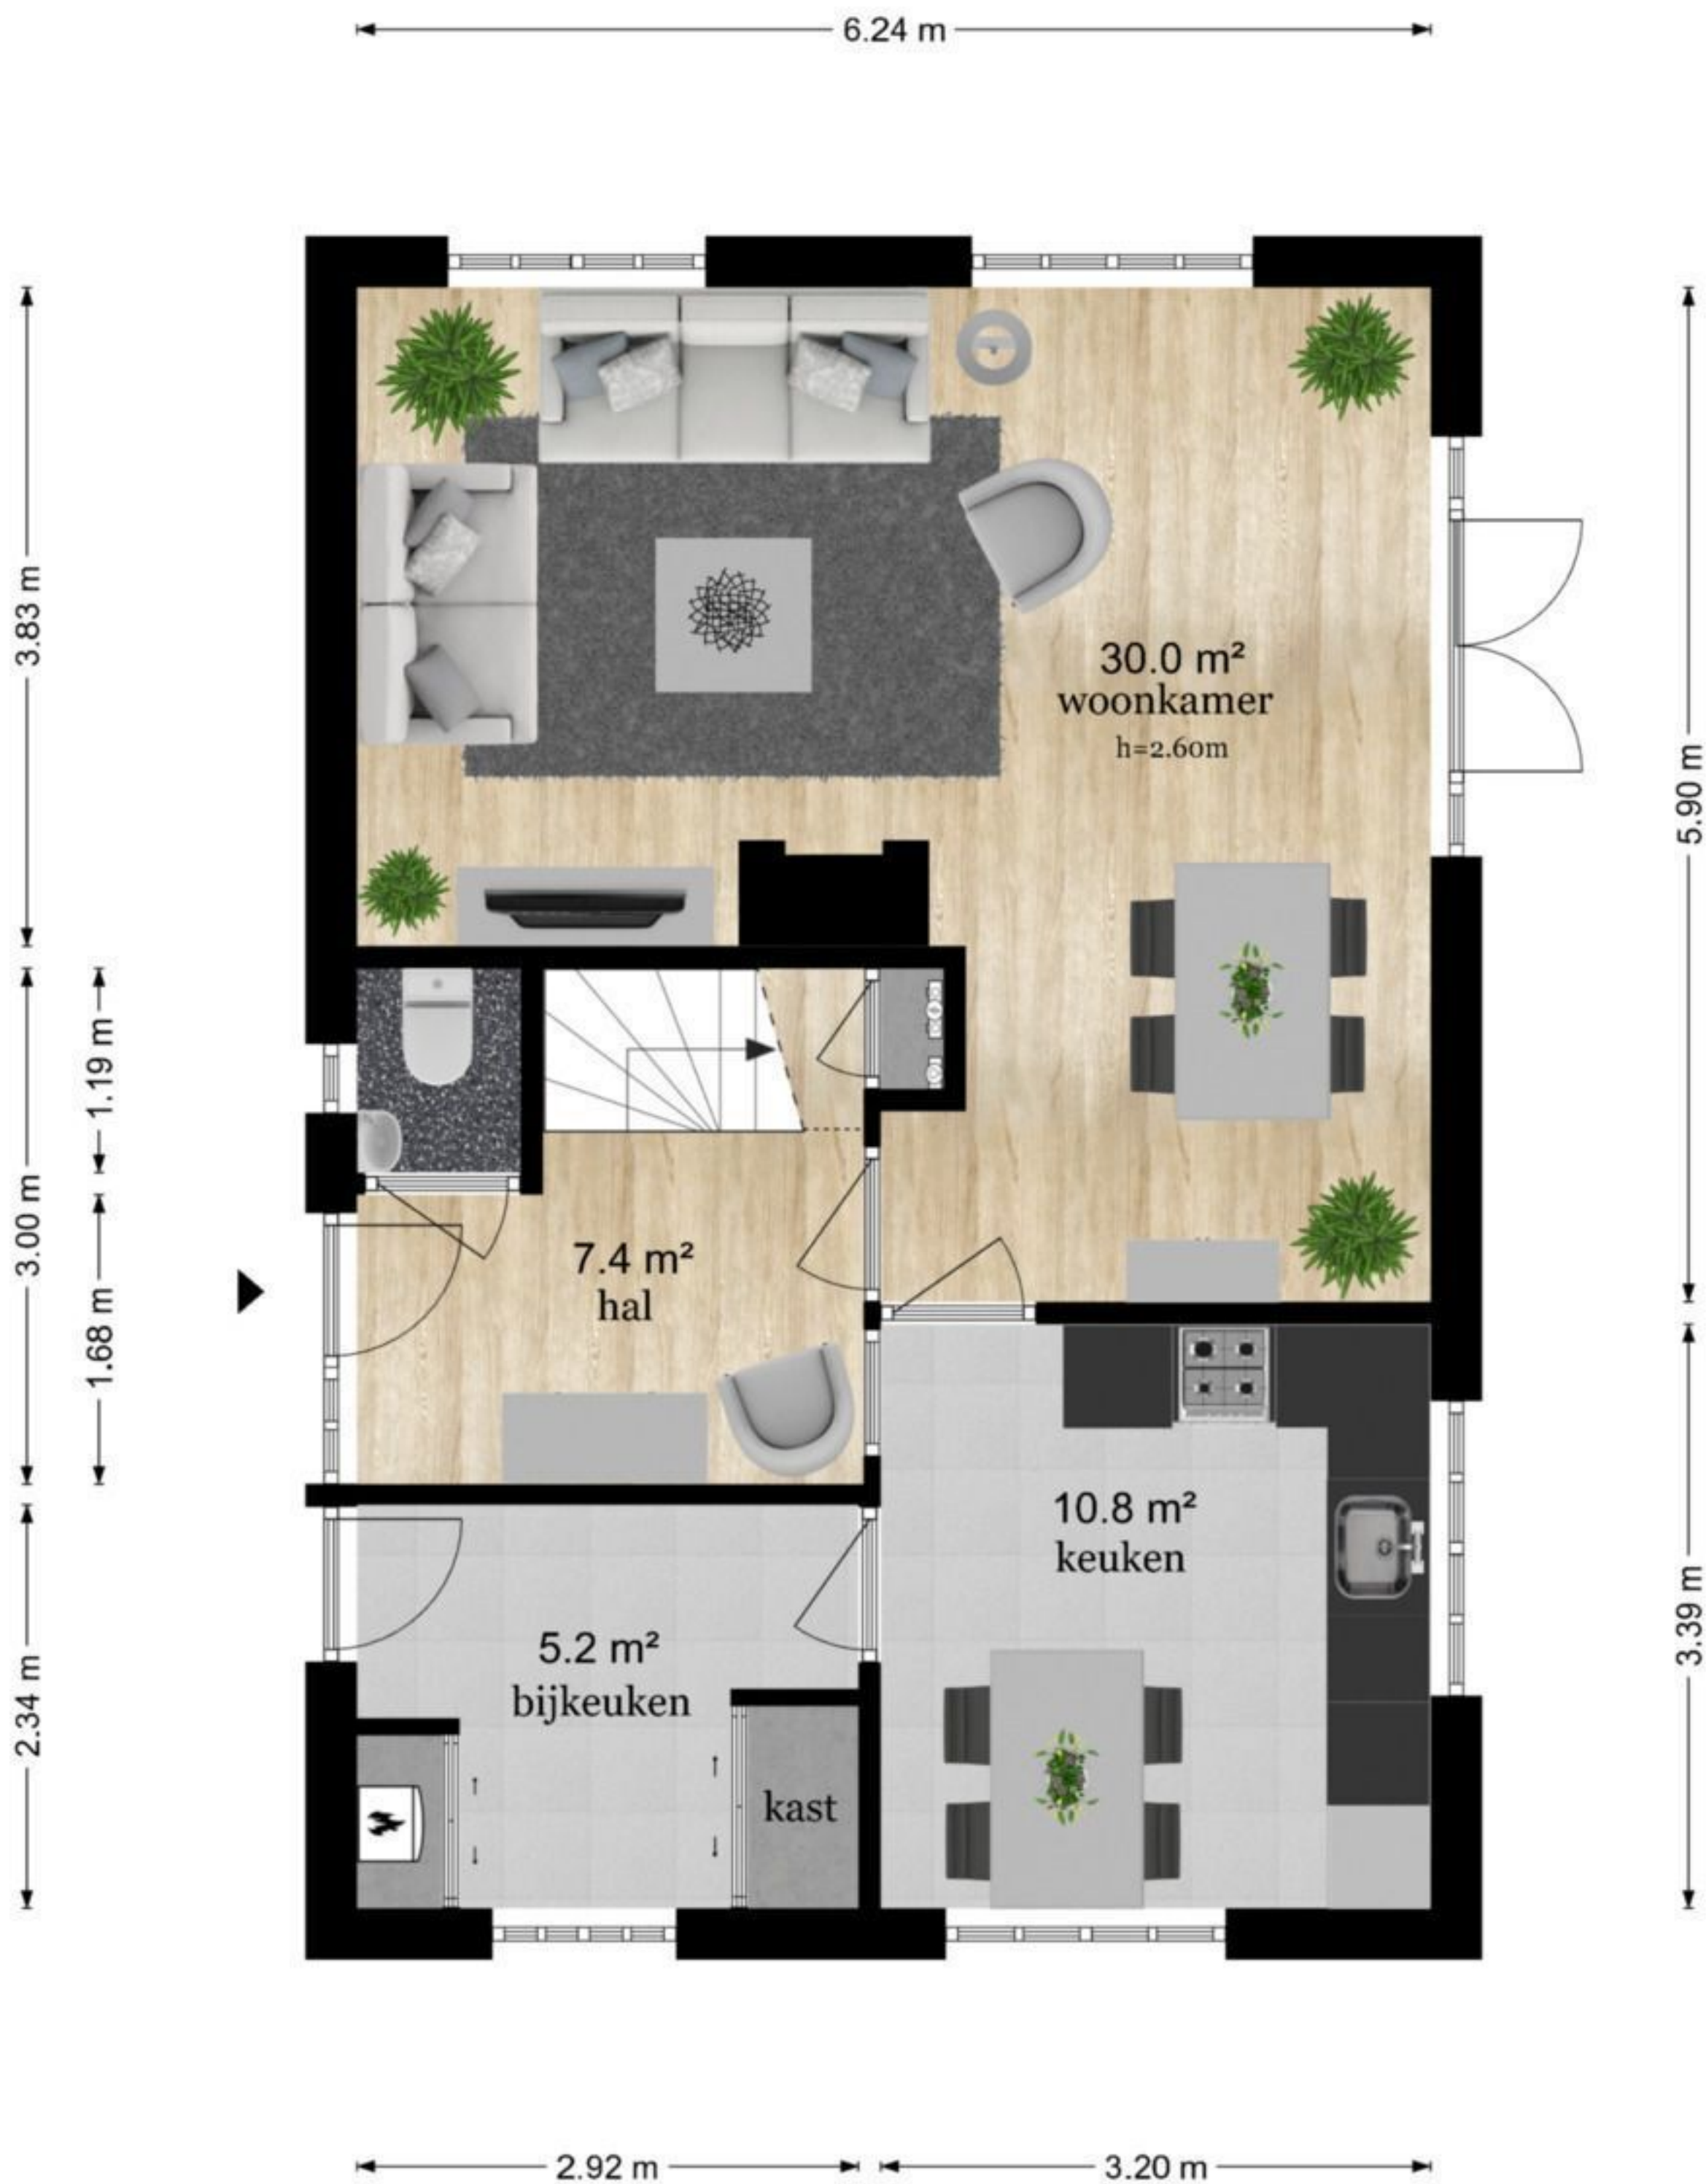 6.24 m
3.83 m
30.0 m²
woonkamer
h=2.60m
5.90 m
1.19 m
3.00 m
1.68 m
7.4 m²
hal
10.8 m²
keuken
3.39 m
5.2 m²
bijkeuken
2.34 m
kast
2.92 m
3.20 m